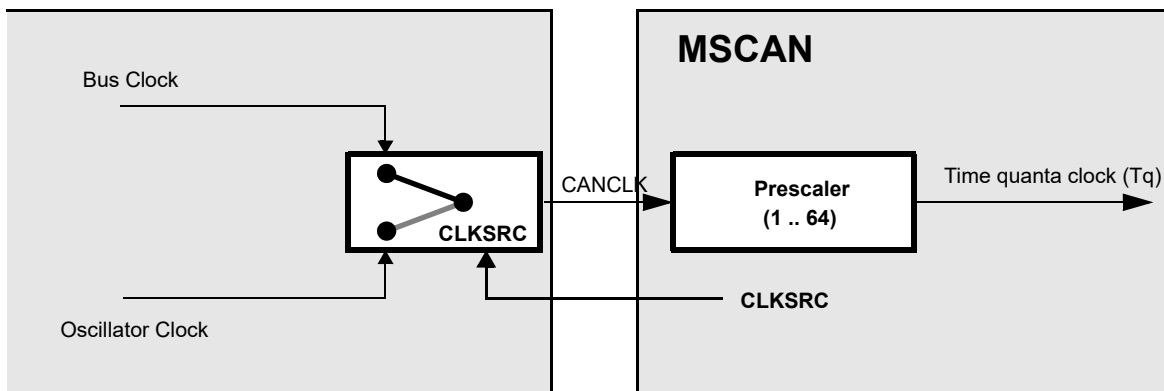 MSCAN
Bus Clock
CANCLK
Prescaler
(1 .. 64)
Time quanta clock (Tq)
CLKSRC
CLKSRC
Oscillator Clock